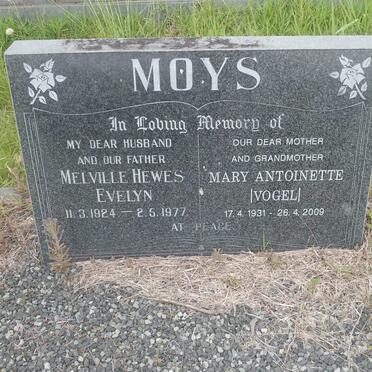 MOYS
In Loving Memory of
MY DEAR HUSBAND
AND OUR FATHER
MELVILLE HEWES
EVELYN
11.3.1924 – 2.5.1977
OUR DEAR MOTHER
AND GRANDMOTHER
MARY ANTOINETTE
|VOGEL|
17.4.1931 – 26.4.2009
AT PEACE